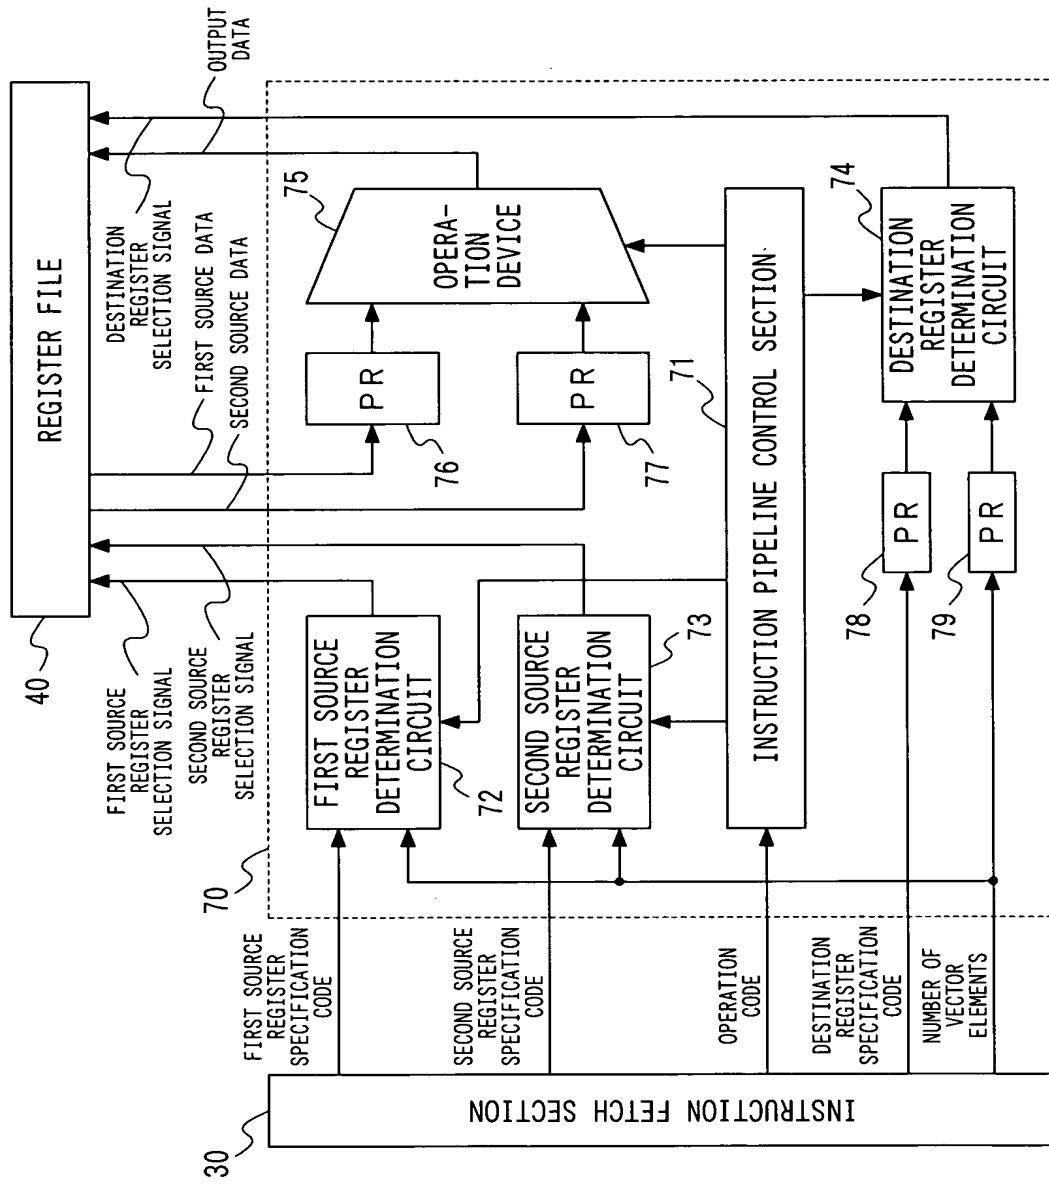 40
REGISTER FILE
FIRST SOURCE
REGISTER
SELECTION SIGNAL
SECOND SOURCE
REGISTER
SELECTION SIGNAL
SECOND SOURCE DATA
FIRST SOURCE DATA
DESTINATION
REGISTER
SELECTION SIGNAL
OUTPUT
DATA
70
FIRST SOURCE
REGISTER
DETERMINATION
CIRCUIT
72
PR
76
OPERA-
TION
DEVICE
75
SECOND SOURCE
REGISTER
DETERMINATION
CIRCUIT
73
PR
77
INSTRUCTION PIPELINE CONTROL SECTION
71
78
PR
79
PR
DESTINATION
REGISTER
DETERMINATION
CIRCUIT
74
FIRST SOURCE
REGISTER
SPECIFICATION
CODE
SECOND SOURCE
REGISTER
SPECIFICATION
CODE
OPERATION
CODE
DESTINATION
REGISTER
SPECIFICATION
CODE
NUMBER OF
VECTOR
ELEMENTS
30
INSTRUCTION FETCH SECTION